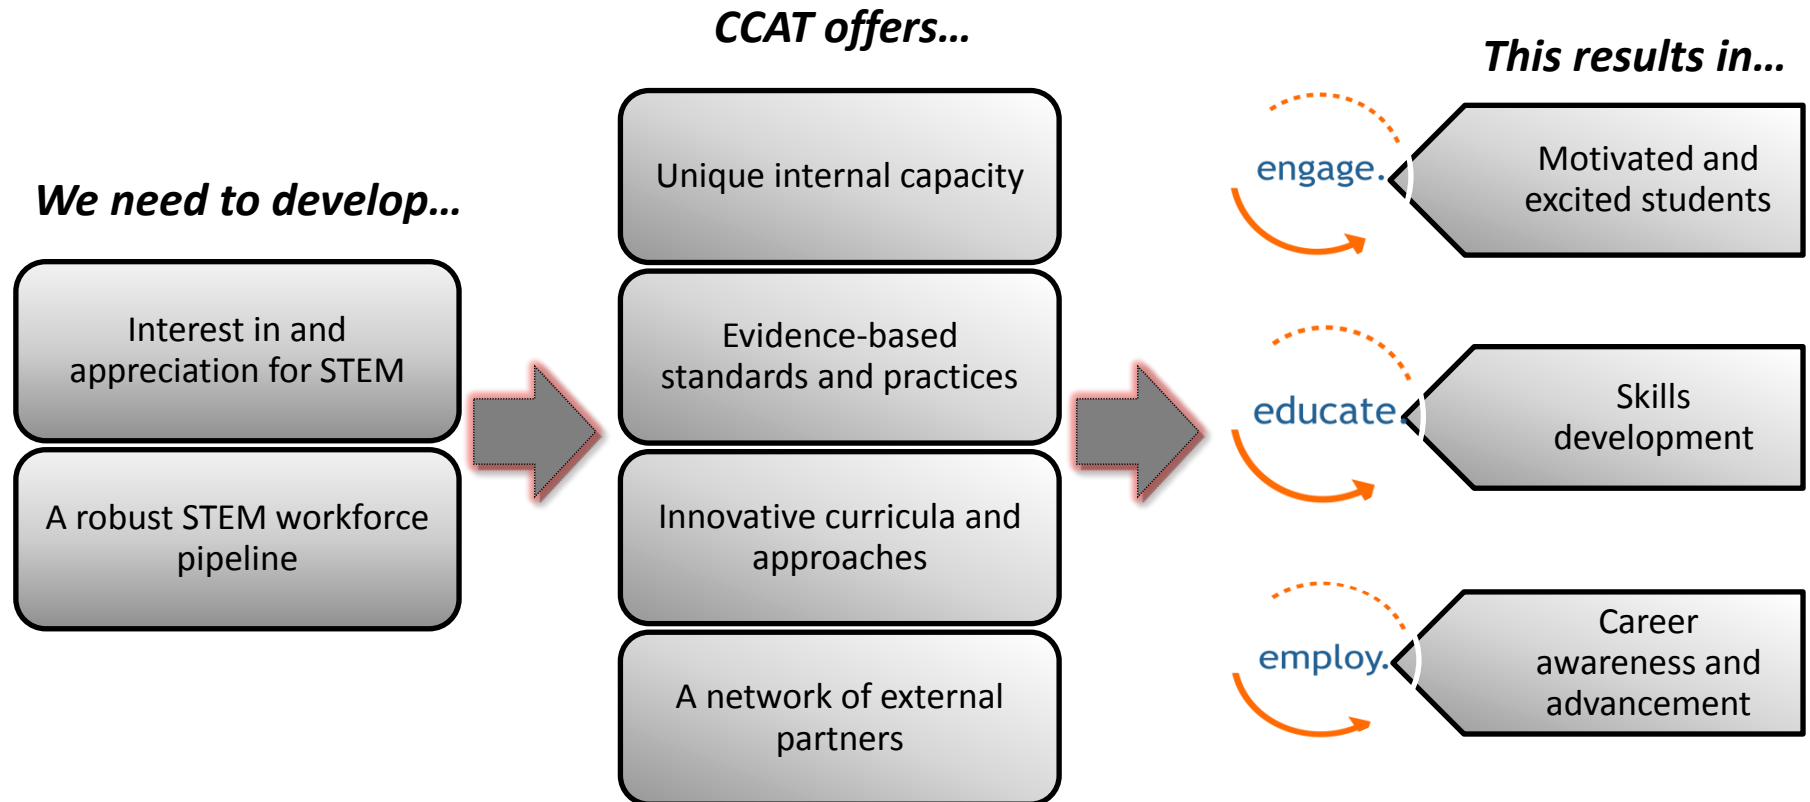 We need to develop…
Interest in and
appreciation for STEM
A robust STEM workforce
pipeline
CCAT offers…
Unique internal capacity
Evidence-based
standards and practices
Innovative curricula and
approaches
A network of external
partners
This results in…
engage.
Motivated and
excited students
educate.
Skills
development
employ.
Career
awareness and
advancement